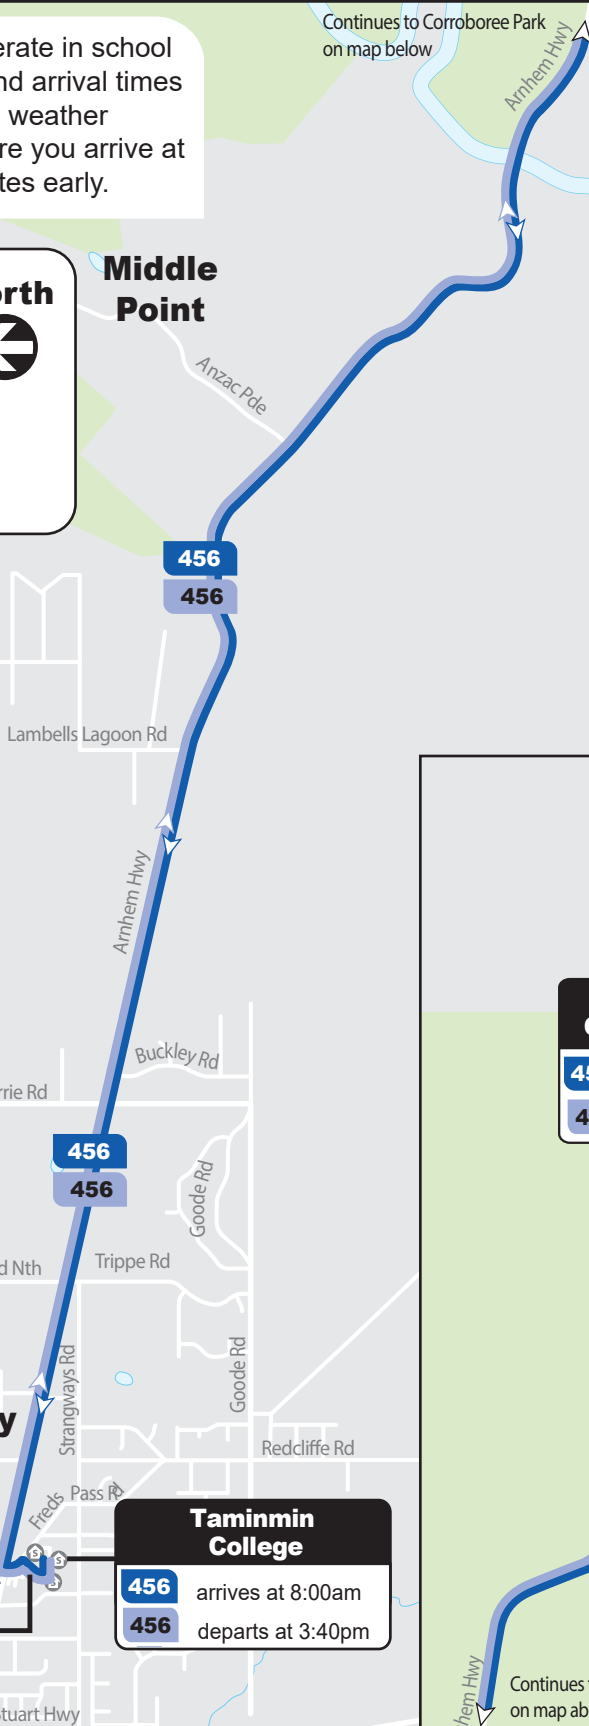 Continues to Corroboree Park
on map below
Arnhem Hwy
erate in school
nd arrival times
weather
re you arrive at
tes early.
orth
Middle
Point
Anzac Pde
456
456
Lambells Lagoon Rd
Arnhem Hwy
Buckley Rd
rrie Rd
456
456
Goode Rd
d Nth
Trippe Rd
Strangways Rd
Goode Rd
y
Redcliffe Rd
Freds Pass Rd
S
S
Taminmin
College
456 arrives at 8:00am
456 departs at 3:40pm
tuart Hwy
45
4
hem Hwy
Continues
on map ab